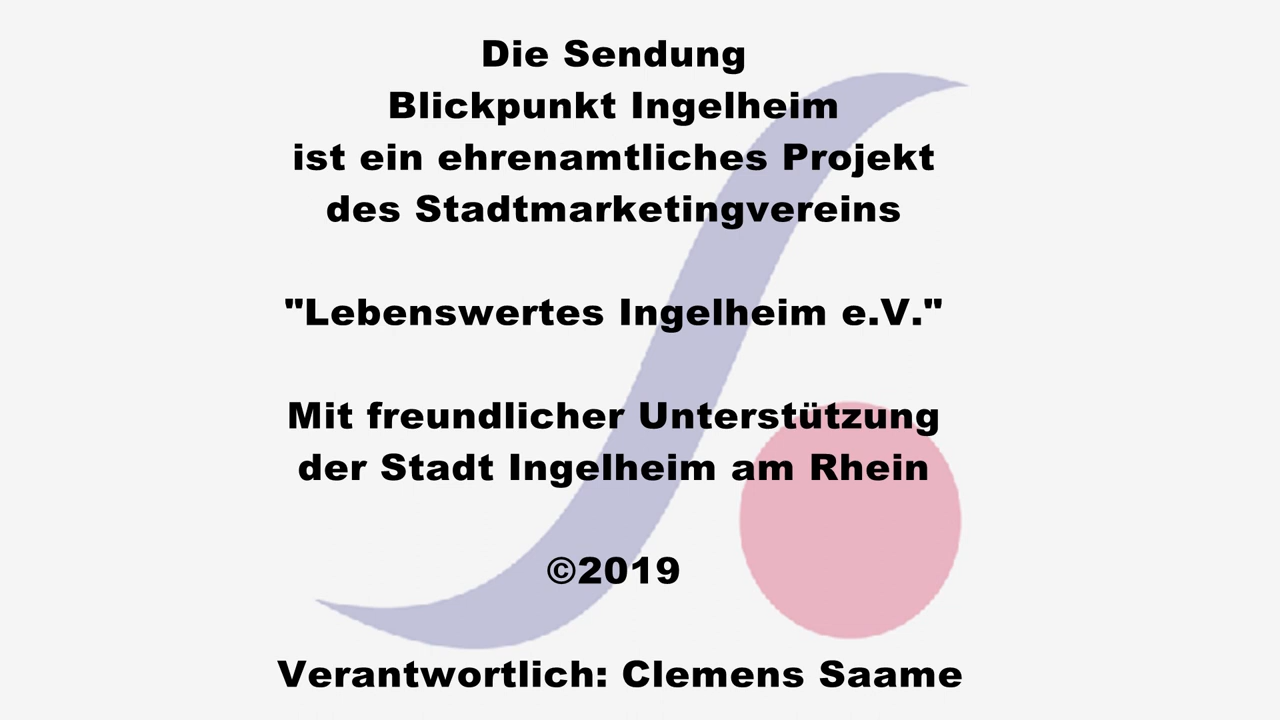 Die Sendung
Blickpunkt Ingelheim
ist ein ehrenamtliches Projekt
des Stadtmarketingvereins
"Lebenswertes Ingelheim e.V."
Mit freundlicher Unterstützung
der Stadt Ingelheim am Rhein
©2019
Verantwortlich: Clemens Saame